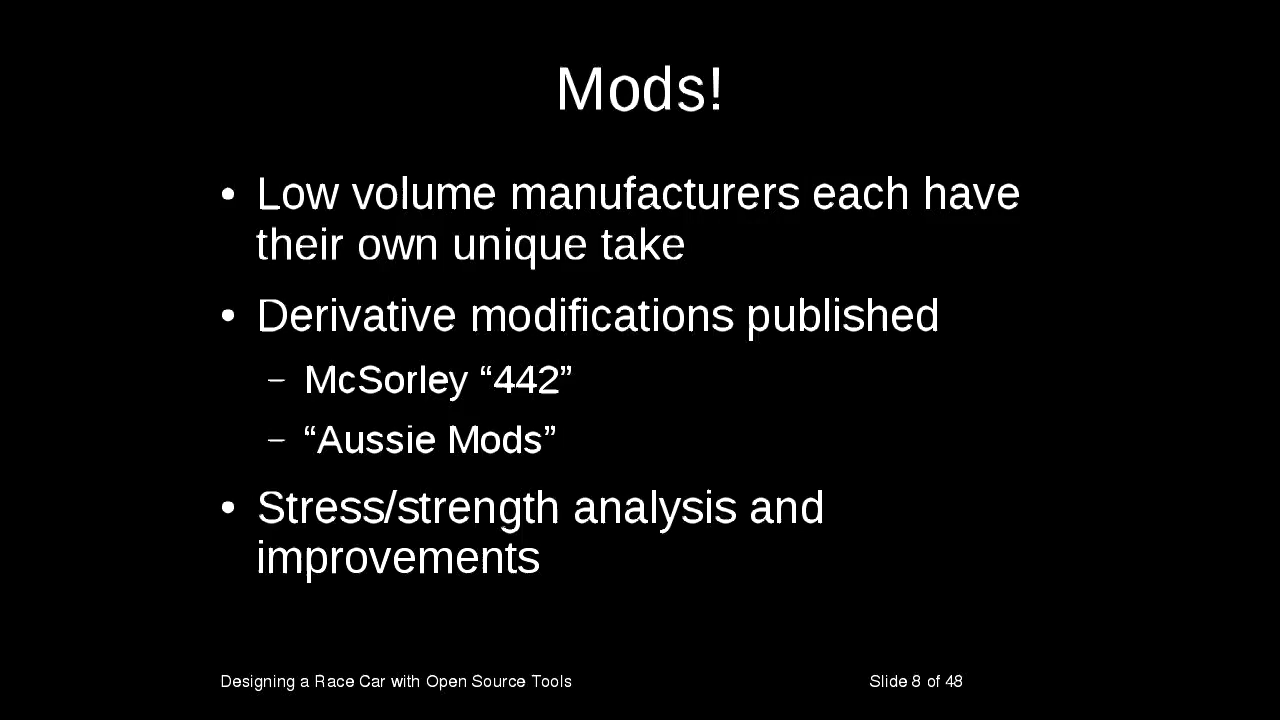 Mods!
• Low volume manufacturers each have
their own unique take
• Derivative modifications published
– McSorley “442”
– “Aussie Mods”
• Stress/strength analysis and
improvements
Designing a Race Car with Open Source Tools
Slide 8 of 48